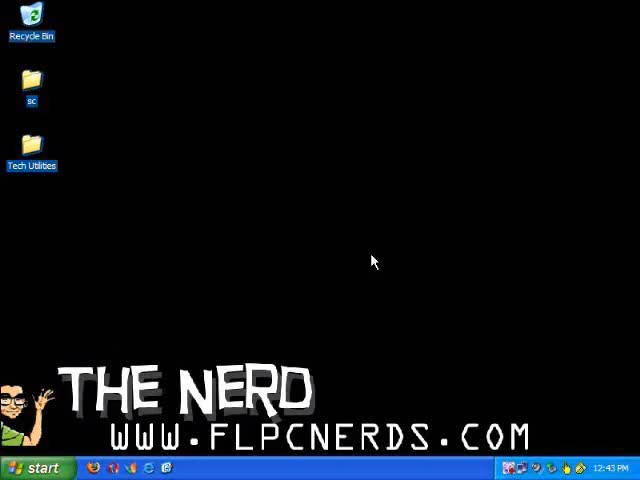 Recycle Bin
sc
Tech Utilities
THE NERD
WWW.FLPCNERDS.COM
start
12:43 PM